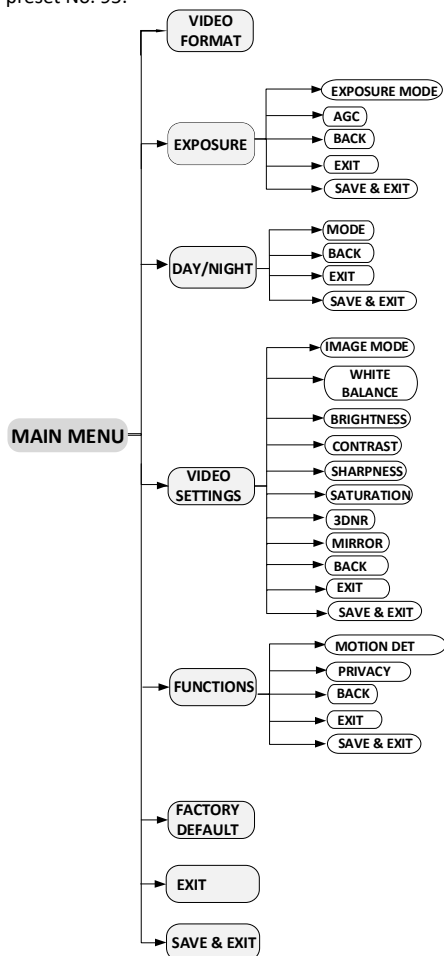 preset No. 95.
VIDEO
FORMAT
EXPOSURE MODE
AGC
EXPOSURE
BACK
EXIT
SAVE & EXIT
MODE
DAY/NIGHT
BACK
EXIT
SAVE & EXIT
IMAGE MODE
WHITE
BALANCE
BRIGHTNESS
MAIN MENU
CONTRAST
VIDEO
SETTINGS
SHARPNESS
SATURATION
3DNR
MIRROR
BACK
EXIT
SAVE & EXIT
MOTION DET
PRIVACY
FUNCTIONS
BACK
EXIT
SAVE & EXIT
FACTORY
DEFAULT
EXIT
SAVE & EXIT